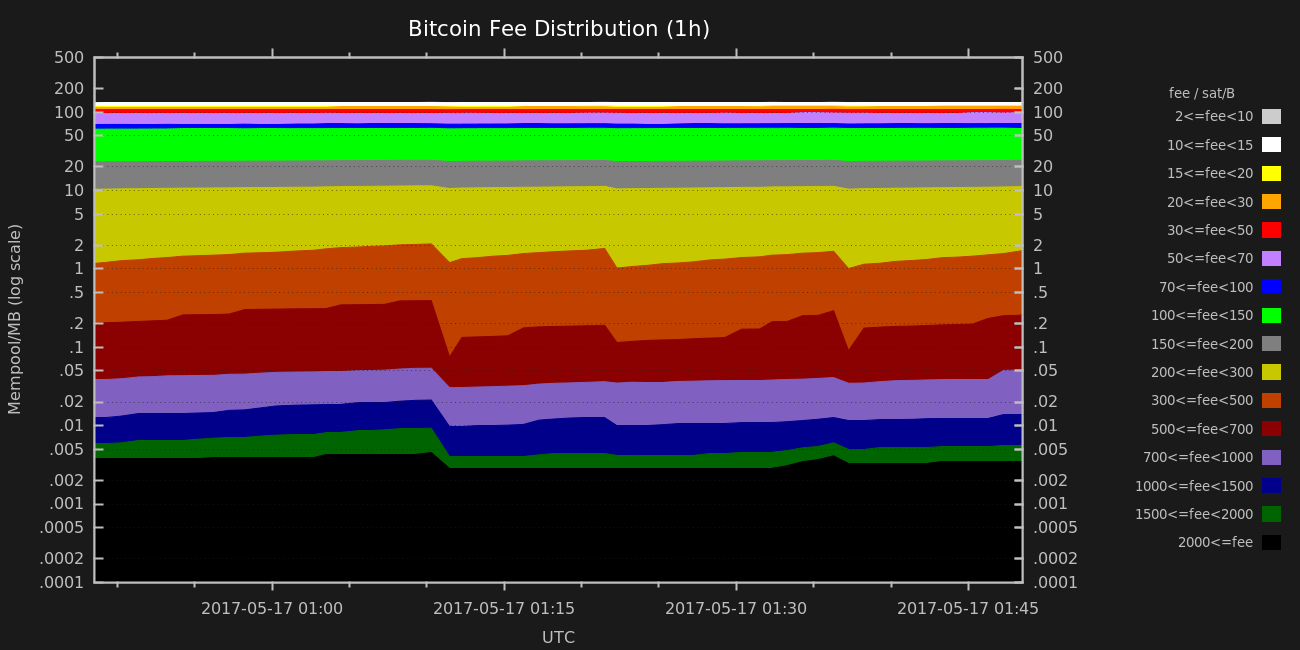 Bitcoin Fee Distribution (1h)
500
200
100
50
20
10
5
2
1
.5
.2
.1
.05
.02
.01
.005
.002
.001
.0005
.0002
.0001
Mempool/MB (log scale)
500
200
100
50
20
10
5
2
1
.5
.2
.1
.05
.02
.01
.005
.002
.001
.0005
.0002
.0001
2017-05-17 01:00
2017-05-17 01:15
2017-05-17 01:30
2017-05-17 01:45
UTC
fee / sat/B
2<=fee<10
10<=fee<15
15<=fee<20
20<=fee<30
30<=fee<50
50<=fee<70
70<=fee<100
100<=fee<150
150<=fee<200
200<=fee<300
300<=fee<500
500<=fee<700
700<=fee<1000
1000<=fee<1500
1500<=fee<2000
2000<=fee